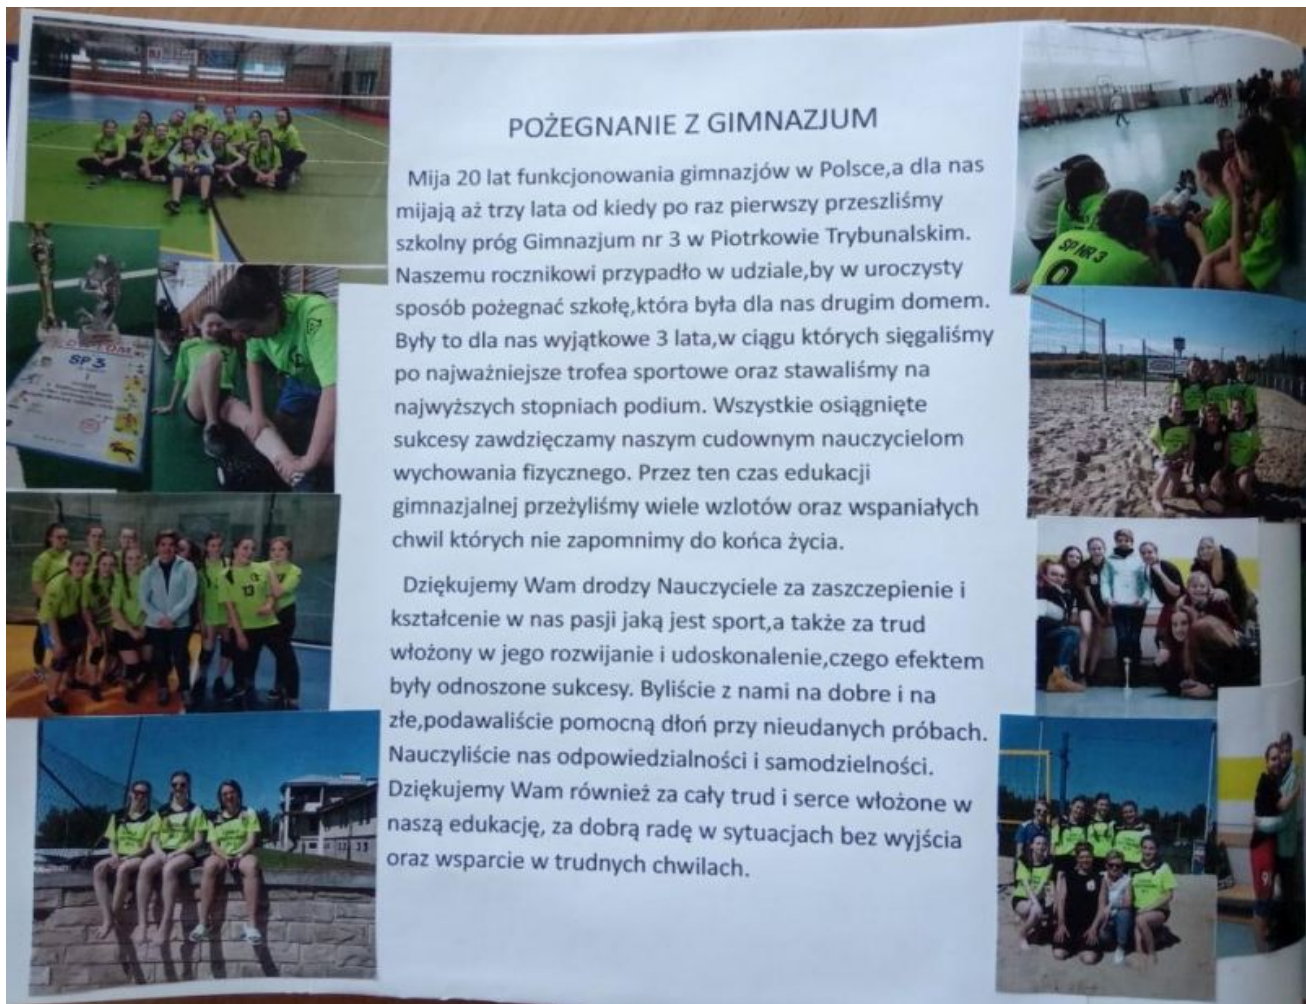 POŻEGNANIE Z GIMNAZJUM
Mija 20 lat funkcjonowania gimnazjów w Polsce,a dla nas
mijają aż trzy lata od kiedy po raz pierwszy przeszliśmy
szkolny próg Gimnazjum nr 3 w Piotrkowie Trybunalskim.
Naszemu rocznikowi przypadło w udziale,by w uroczysty
sposób pożegnać szkołę,która była dla nas drugim domem.
Były to dla nas wyjątkowe 3 lata,w ciągu których sięgaliśmy
po najważniejsze trofea sportowe oraz stawaliśmy na
najwyższych stopniach podium. Wszystkie osiągnięte
sukcesy zawdzięczamy naszym cudownym nauczycielom
wychowania fizycznego. Przez ten czas edukacji
gimnazjalnej przeżyliśmy wiele wzlotów oraz wspaniałych
chwil których nie zapomnimy do końca życia.
Dziękujemy Wam drodzy Nauczyciele za zaszczepienie i
kształcenie w nas pasji jaką jest sport,a także za trud
włożony w jego rozwijanie i udoskonalenie,czego efektem
były odnoszone sukcesy. Byliście z nami na dobre i na
złe,podawaliście pomocną dłoń przy nieudanych próbach.
Nauczyliście nas odpowiedzialności i samodzielności.
Dziękujemy Wam również za cały trud i serce włożone w
naszą edukację, za dobrą radę w sytuacjach bez wyjścia
oraz wsparcie w trudnych chwilach.
DYPLOM
SP 3
SP NR 3
13